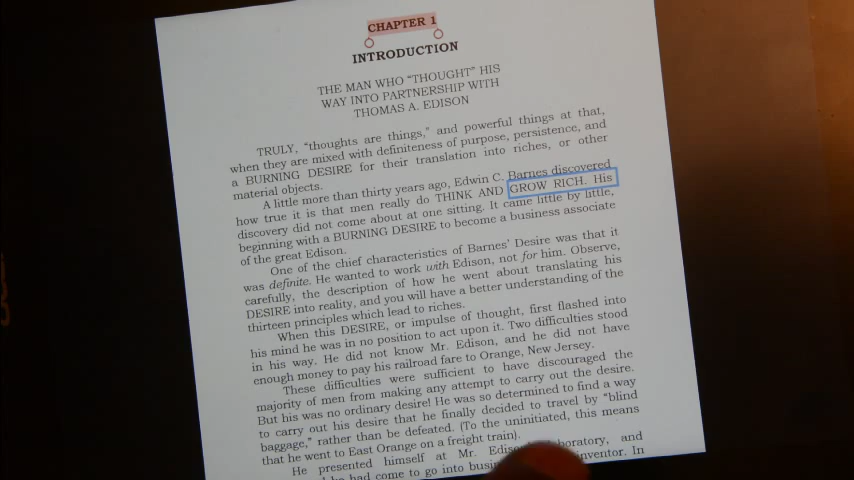 CHAPTER 1
INTRODUCTION
THE MAN WHO "THOUGHT" HIS
WAY INTO PARTNERSHIP WITH
THOMAS A. EDISON
TRULY, "thoughts are things," and powerful things at that,
when they are mixed with definiteness of purpose, persistence, and
a BURNING DESIRE for their translation into riches, or other
material objects.
A little more than thirty years ago, Edwin C. Barnes discovered
how true it is that men really do THINK AND GROW RICH. His
discovery did not come about at one sitting. It came little by little,
beginning with a BURNING DESIRE to become a business associate
of the great Edison.
One of the chief characteristics of Barnes' Desire was that it
was definite. He wanted to work with Edison, not for him. Observe,
carefully, the description of how he went about translating his
DESIRE into reality, and you will have a better understanding of the
thirteen principles which lead to riches.
When this DESIRE, or impulse of thought, first flashed into
his mind he was in no position to act upon it. Two difficulties stood
in his way. He did not know Mr. Edison, and he did not have
enough money to pay his railroad fare to Orange, New Jersey.
These difficulties were sufficient to have discouraged the
majority of men from making any attempt to carry out the desire.
But his was no ordinary desire! He was so determined to find a way
to carry out his desire that he finally decided to travel by "blind
baggage," rather than be defeated. (To the uninitiated, this means
that he went to East Orange on a freight train).
He presented himself at Mr. and
he had come to go into inventor. In